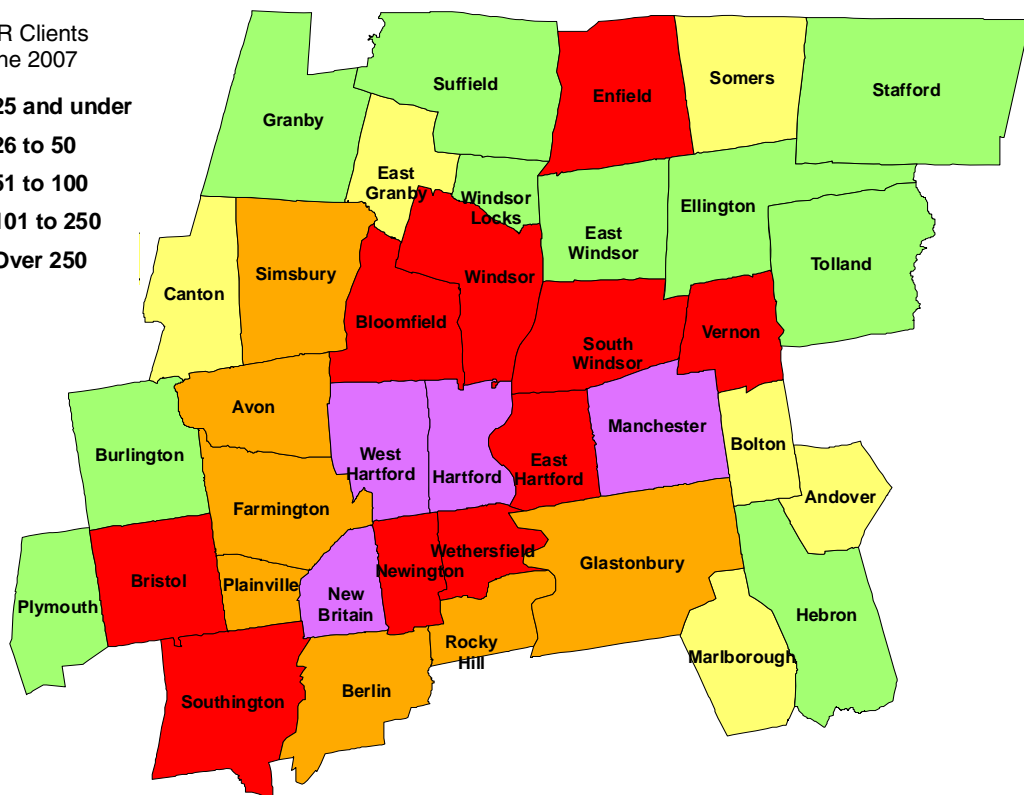 R Clients
ne 2007
25 and under
26 to 50
51 to 100
101 to 250
Over 250
Granby
Suffield
Enfield
Somers
Stafford
East
Granby
Windsor
Locks
East
Windsor
Ellington
Tolland
Canton
Simsbury
Bloomfield
Windsor
South
Windsor
Vernon
Burlington
Avon
West
Hartford
Hartford
East
Hartford
Manchester
Bolton
Andover
Farmington
Plymouth
Bristol
Plainville
New
Britain
Newington
Wethersfield
Glastonbury
Hebron
Rocky
Hill
Marlborough
Southington
Berlin